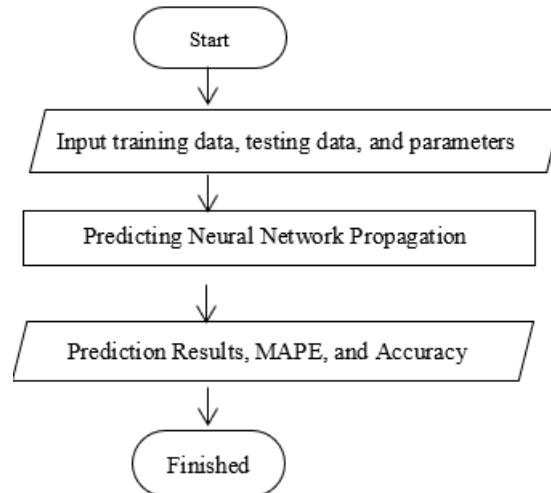 Start
Input training data, testing data, and parameters
Predicting Neural Network Propagation
Prediction Results, MAPE, and Accuracy
Finished